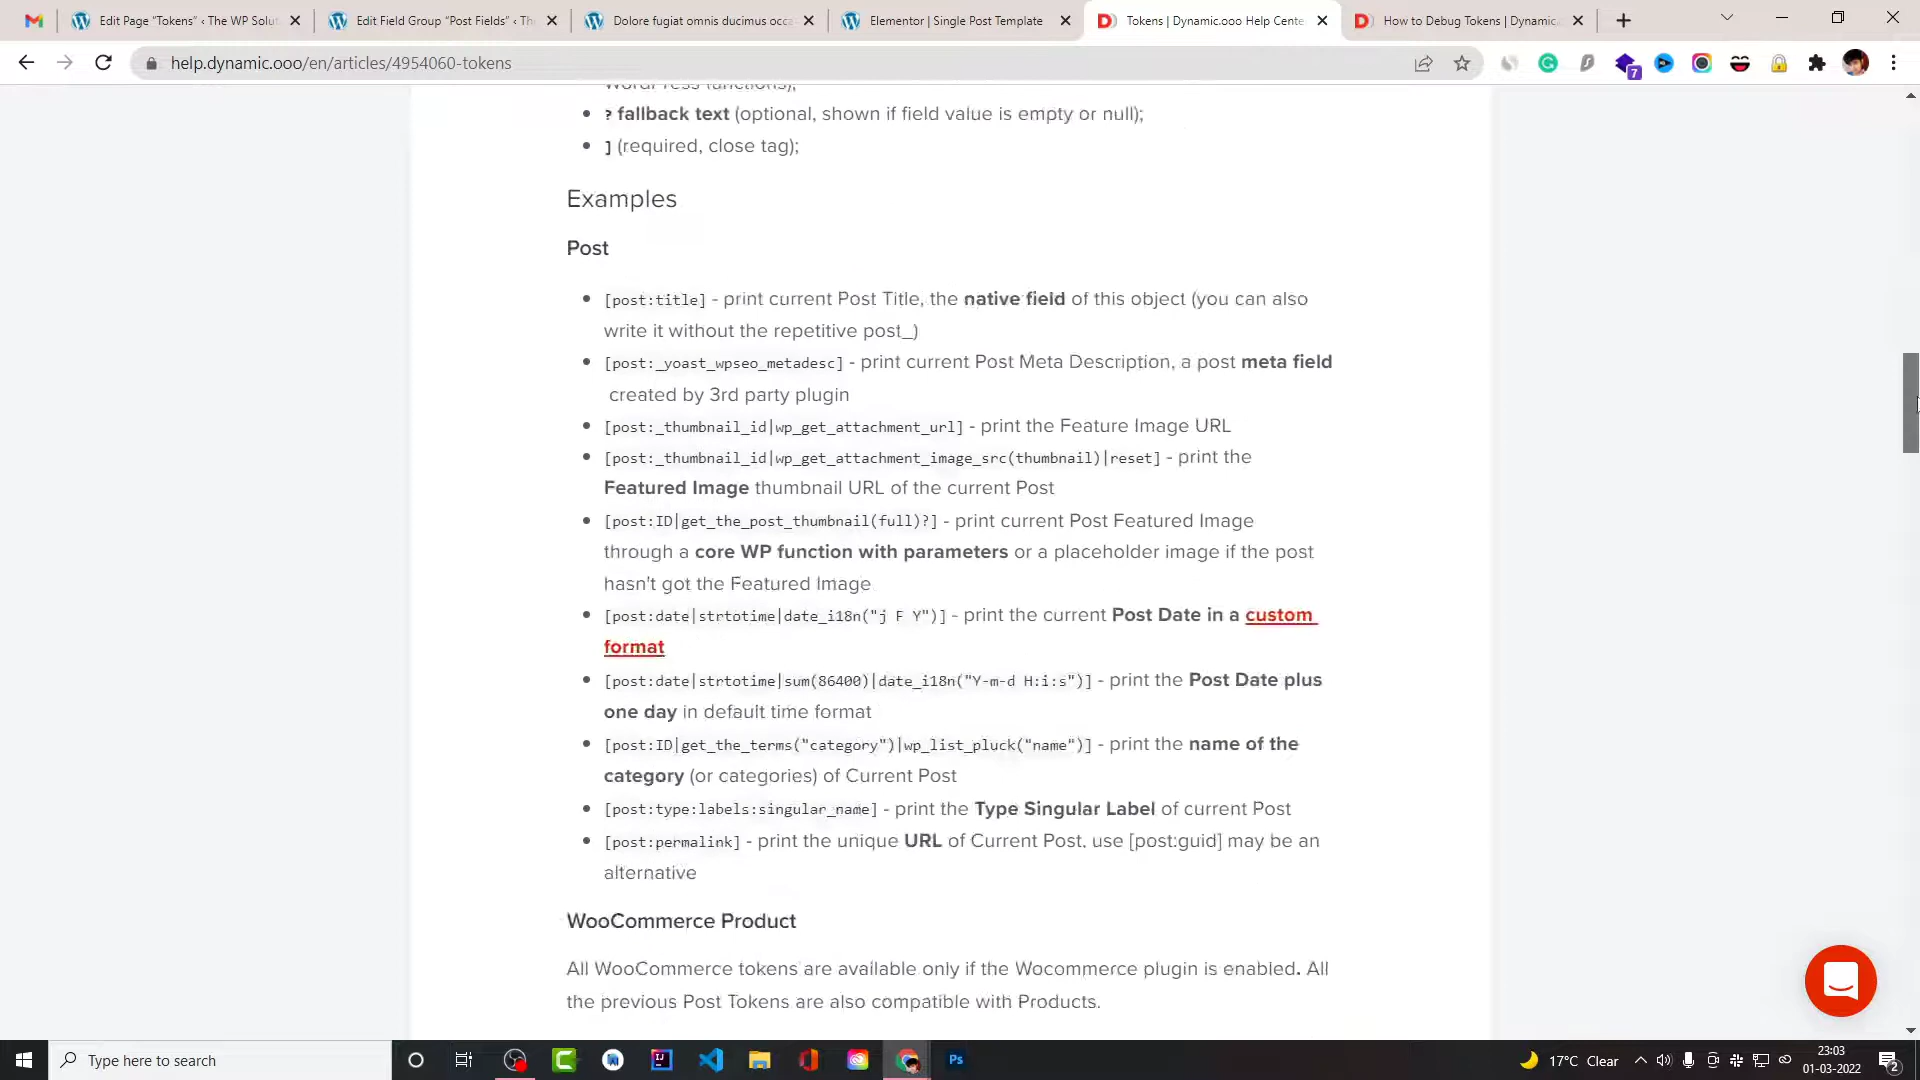 Edit Page “Tokens” ‹ The WP Solut
Edit Field Group “Post Fields” ‹ The
Dolore fugiat omnis ducimus occa
Elementor | Single Post Template
Tokens | Dynamic.ooo Help Cente
How to Debug Tokens | Dynamic.
help.dynamic.ooo/en/articles/4954060-tokens
7
WordPress (functions);
? fallback text (optional, shown if field value is empty or null);
] (required, close tag);
Examples
Post
[post:title] - print current Post Title, the native field of this object (you can also
write it without the repetitive post_)
[post:_yoast_wpseo_metadesc] - print current Post Meta Description, a post meta field
created by 3rd party plugin
[post:_thumbnail_id|wp_get_attachment_url] - print the Feature Image URL
[post:_thumbnail_id|wp_get_attachment_image_src(thumbnail)|reset] - print the
Featured Image thumbnail URL of the current Post
[post:ID|get_the_post_thumbnail(full)?] - print current Post Featured Image
through a core WP function with parameters or a placeholder image if the post
hasn't got the Featured Image
[post:date|strtotime|date_i18n("j F Y")] - print the current Post Date in a custom
format
[post:date|strtotime|sum(86400)|date_i18n("Y-m-d H:i:s")] - print the Post Date plus
one day in default time format
[post:ID|get_the_terms("category")|wp_list_pluck("name")] - print the name of the
category (or categories) of Current Post
[post:type:labels:singular_name] - print the Type Singular Label of current Post
[post:permalink] - print the unique URL of Current Post, use [post:guid] may be an
alternative
WooCommerce Product
All WooCommerce tokens are available only if the Wocommerce plugin is enabled. All
the previous Post Tokens are also compatible with Products.
Type here to search
Ps
17°C Clear
23:03
01-03-2022
2